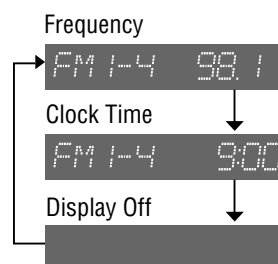 Frequency
FM 1-4 98.1
Clock Time
FM 1-4 9:00
Display Off